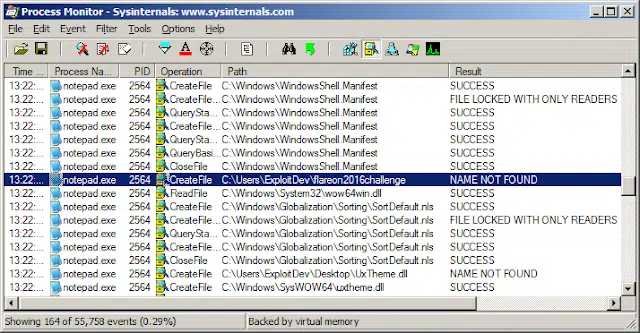 Process Monitor - Sysinternals: www.sysinternals.com
File Edit Event Filter Tools Options Help
Time ... Process Na... PID Operation Path Result
13:22:... notepad.exe 2564 CreateFile C:\Windows\WindowsShell.Manifest SUCCESS
13:22:... notepad.exe 2564 CreateFile C:\Windows\WindowsShell.Manifest FILE LOCKED WITH ONLY READERS
13:22:... notepad.exe 2564 QuerySta... C:\Windows\WindowsShell.Manifest SUCCESS
13:22:... notepad.exe 2564 QuerySta... C:\Windows\WindowsShell.Manifest SUCCESS
13:22:... notepad.exe 2564 CreateFile C:\Windows\WindowsShell.Manifest SUCCESS
13:22:... notepad.exe 2564 QueryBasi... C:\Windows\WindowsShell.Manifest SUCCESS
13:22:... notepad.exe 2564 CloseFile C:\Windows\WindowsShell.Manifest SUCCESS
13:22:... notepad.exe 2564 CreateFile C:\Users\ExploitDev\flareon2016challenge NAME NOT FOUND
13:22:... notepad.exe 2564 ReadFile C:\Windows\System32\wow64win.dll SUCCESS
13:22:... notepad.exe 2564 CreateFile C:\Windows\Globalization\Sorting\SortDefault.nls SUCCESS
13:22:... notepad.exe 2564 CreateFile C:\Windows\Globalization\Sorting\SortDefault.nls FILE LOCKED WITH ONLY READERS
13:22:... notepad.exe 2564 QuerySta... C:\Windows\Globalization\Sorting\SortDefault.nls SUCCESS
13:22:... notepad.exe 2564 CreateFile C:\Windows\Globalization\Sorting\SortDefault.nls SUCCESS
13:22:... notepad.exe 2564 CloseFile C:\Windows\Globalization\Sorting\SortDefault.nls SUCCESS
13:22:... notepad.exe 2564 CreateFile C:\Users\ExploitDev\Desktop\UxTheme.dll NAME NOT FOUND
13:22:... notepad.exe 2564 CreateFile C:\Windows\SysWOW64\uxtheme.dll SUCCESS
Showing 164 of 55,758 events (0.29%) Backed by virtual memory